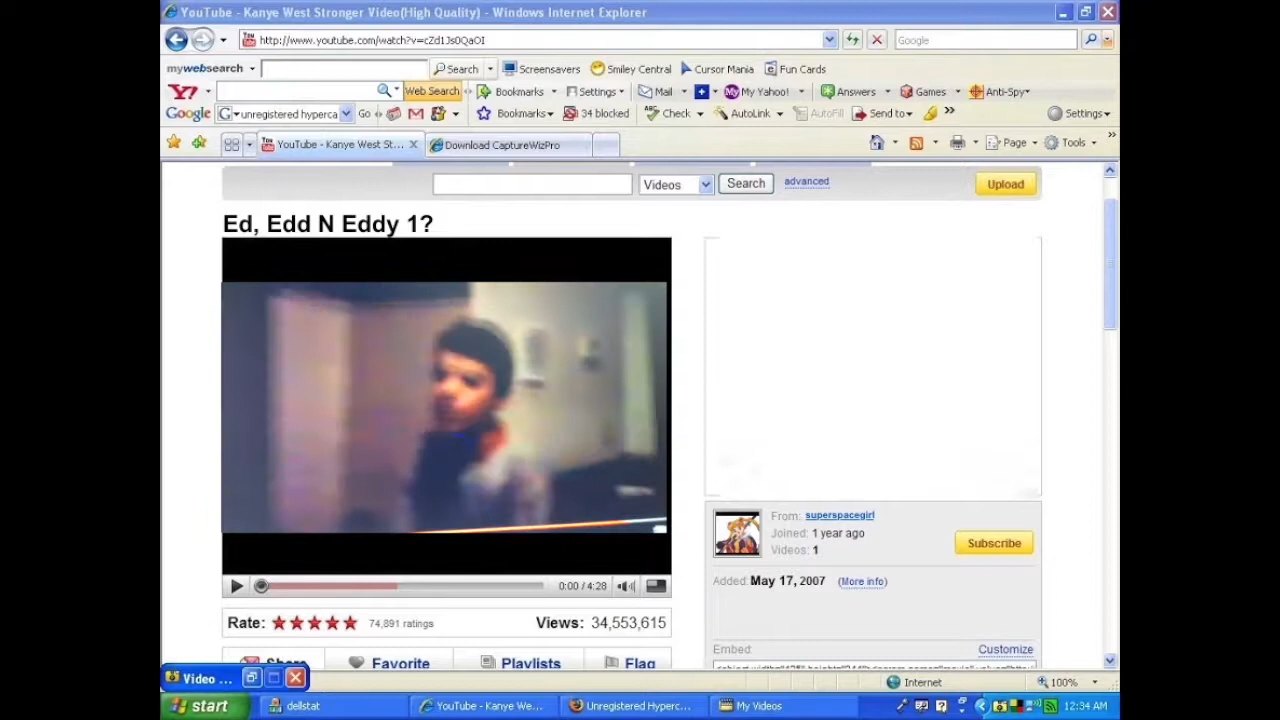 YouTube - Kanye West Stronger Video(High Quality) - Windows Internet Explorer
http://www.youtube.com/watch?v=cZd1Js0QaOI
Google
mywebsearch Search Screensavers Smiley Central Cursor Mania Fun Cards
Y! Web Search Bookmarks Settings Mail My Yahoo! Answers Games Anti-Spy
Google G unregistered hyperca Go Bookmarks 34 blocked Check AutoLink AutoFill Send to Settings
YouTube - Kanye West St... Download CaptureWizPro Page Tools
Videos Search advanced Upload
Ed, Edd N Eddy 1?
From: superspacegirl
Joined: 1 year ago
Videos: 1
Subscribe
Added: May 17, 2007 (More info)
0:00 / 4:28
Rate: 74,891 ratings Views: 34,553,615
Embed: Customize
Share Favorite Playlists Flag
Video ...
Internet 100%
start dellstat YouTube - Kanye We... Unregistered Hyperc... My Videos 12:34 AM